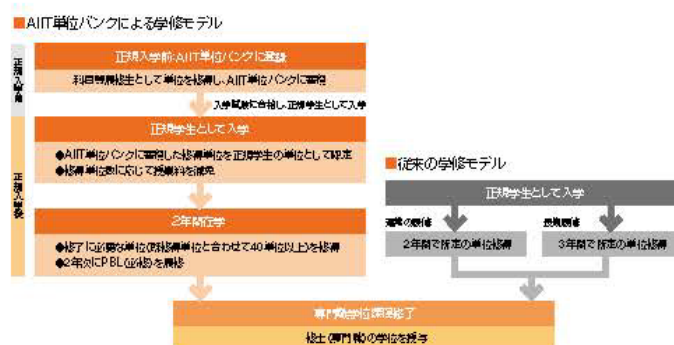 ■AIIT単位バンクによる学修モデル
正規入学前
正規入学前:AIIT単位バンクに登録
科目等履修生として単位を修得し、AIIT単位バンクに蓄積
入学試験に合格し、正規学生として入学
正規入学後
正規学生として入学
●AIIT単位バンクに蓄積した修得単位を正規学生の単位として認定
●修得単位数に応じて授業料を減免
2年間在学
●修了に必要な単位(既修得単位と合わせて40単位以上)を修得
●2年次にPBL(必修)を履修
■従来の学修モデル
正規学生として入学
通常の履修
長期履修
2年間で所定の単位修得
3年間で所定の単位修得
専門職学位課程修了
修士(専門職)の学位を授与